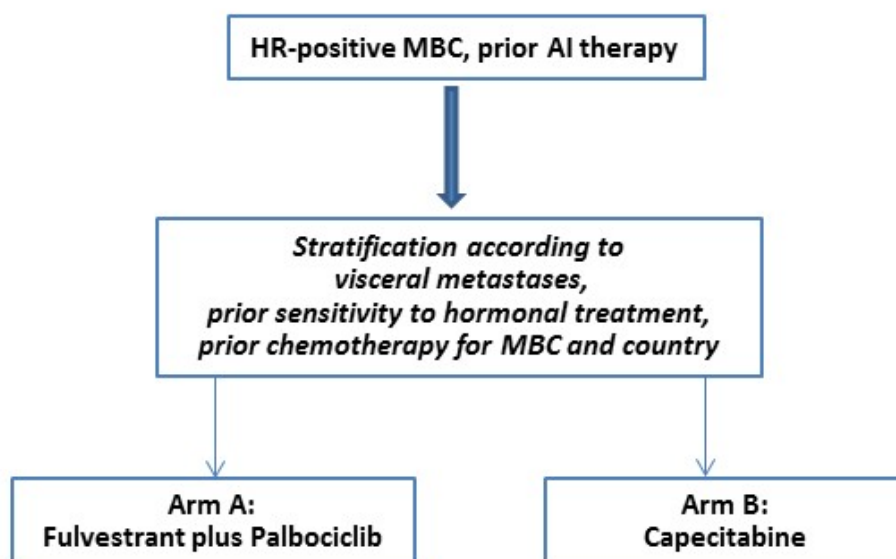 HR-positive MBC, prior AI therapy
Stratification according to
visceral metastases,
prior sensitivity to hormonal treatment,
prior chemotherapy for MBC and country
Arm A:
Fulvestrant plus Palbociclib
Arm B:
Capecitabine